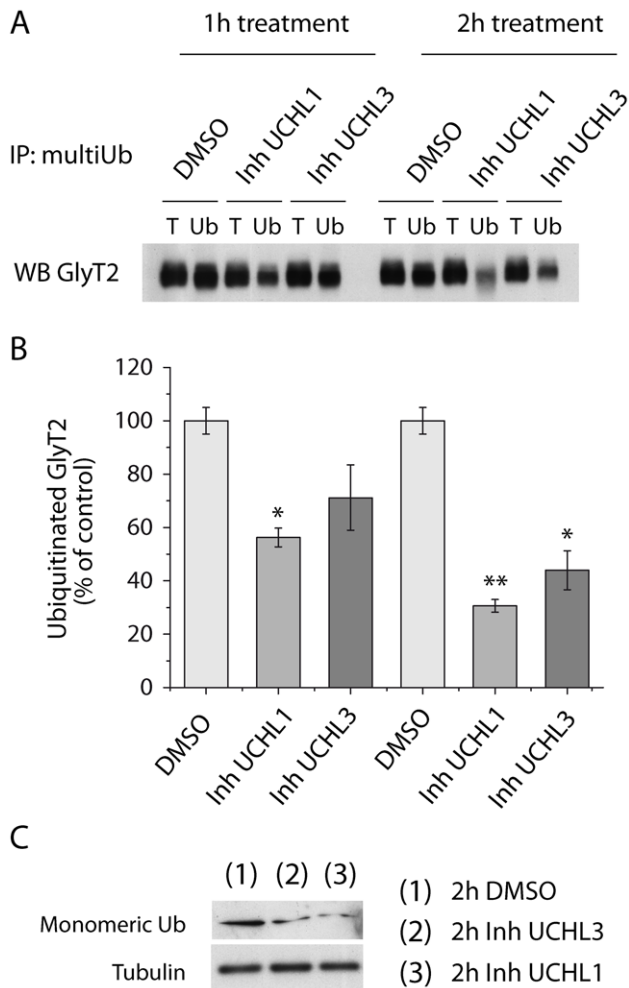 A
1h treatment 2h treatment
IP: multiUb DMSO Inh UCHL1 Inh UCHL3 DMSO Inh UCHL1 Inh UCHL3
T Ub T Ub T Ub T Ub T Ub T Ub
WB GlyT2
B
Ubiquitinated GlyT2
(% of control)
120
100
80
60
40
20
0
* ** *
DMSO Inh UCHL1 Inh UCHL3 DMSO Inh UCHL1 Inh UCHL3
C
(1) (2) (3)
Monomeric Ub
Tubulin
(1) 2h DMSO
(2) 2h Inh UCHL3
(3) 2h Inh UCHL1